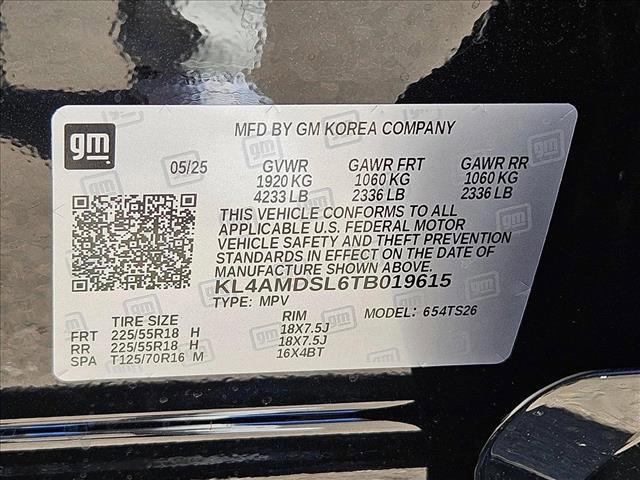 gm
MFD BY GM KOREA COMPANY
05/25 GVWR GAWR FRT GAWR RR
1920 KG 1060 KG 1060 KG
4233 LB 2336 LB 2336 LB
THIS VEHICLE CONFORMS TO ALL
APPLICABLE U.S. FEDERAL MOTOR
VEHICLE SAFETY AND THEFT PREVENTION
STANDARDS IN EFFECT ON THE DATE OF
MANUFACTURE SHOWN ABOVE.
KL4AMDSL6TB019615
TYPE: MPV MODEL: 654TS26
TIRE SIZE RIM
FRT 225/55R18 H 18X7.5J
RR 225/55R18 H 18X7.5J
SPA T125/70R16 M 16X4BT